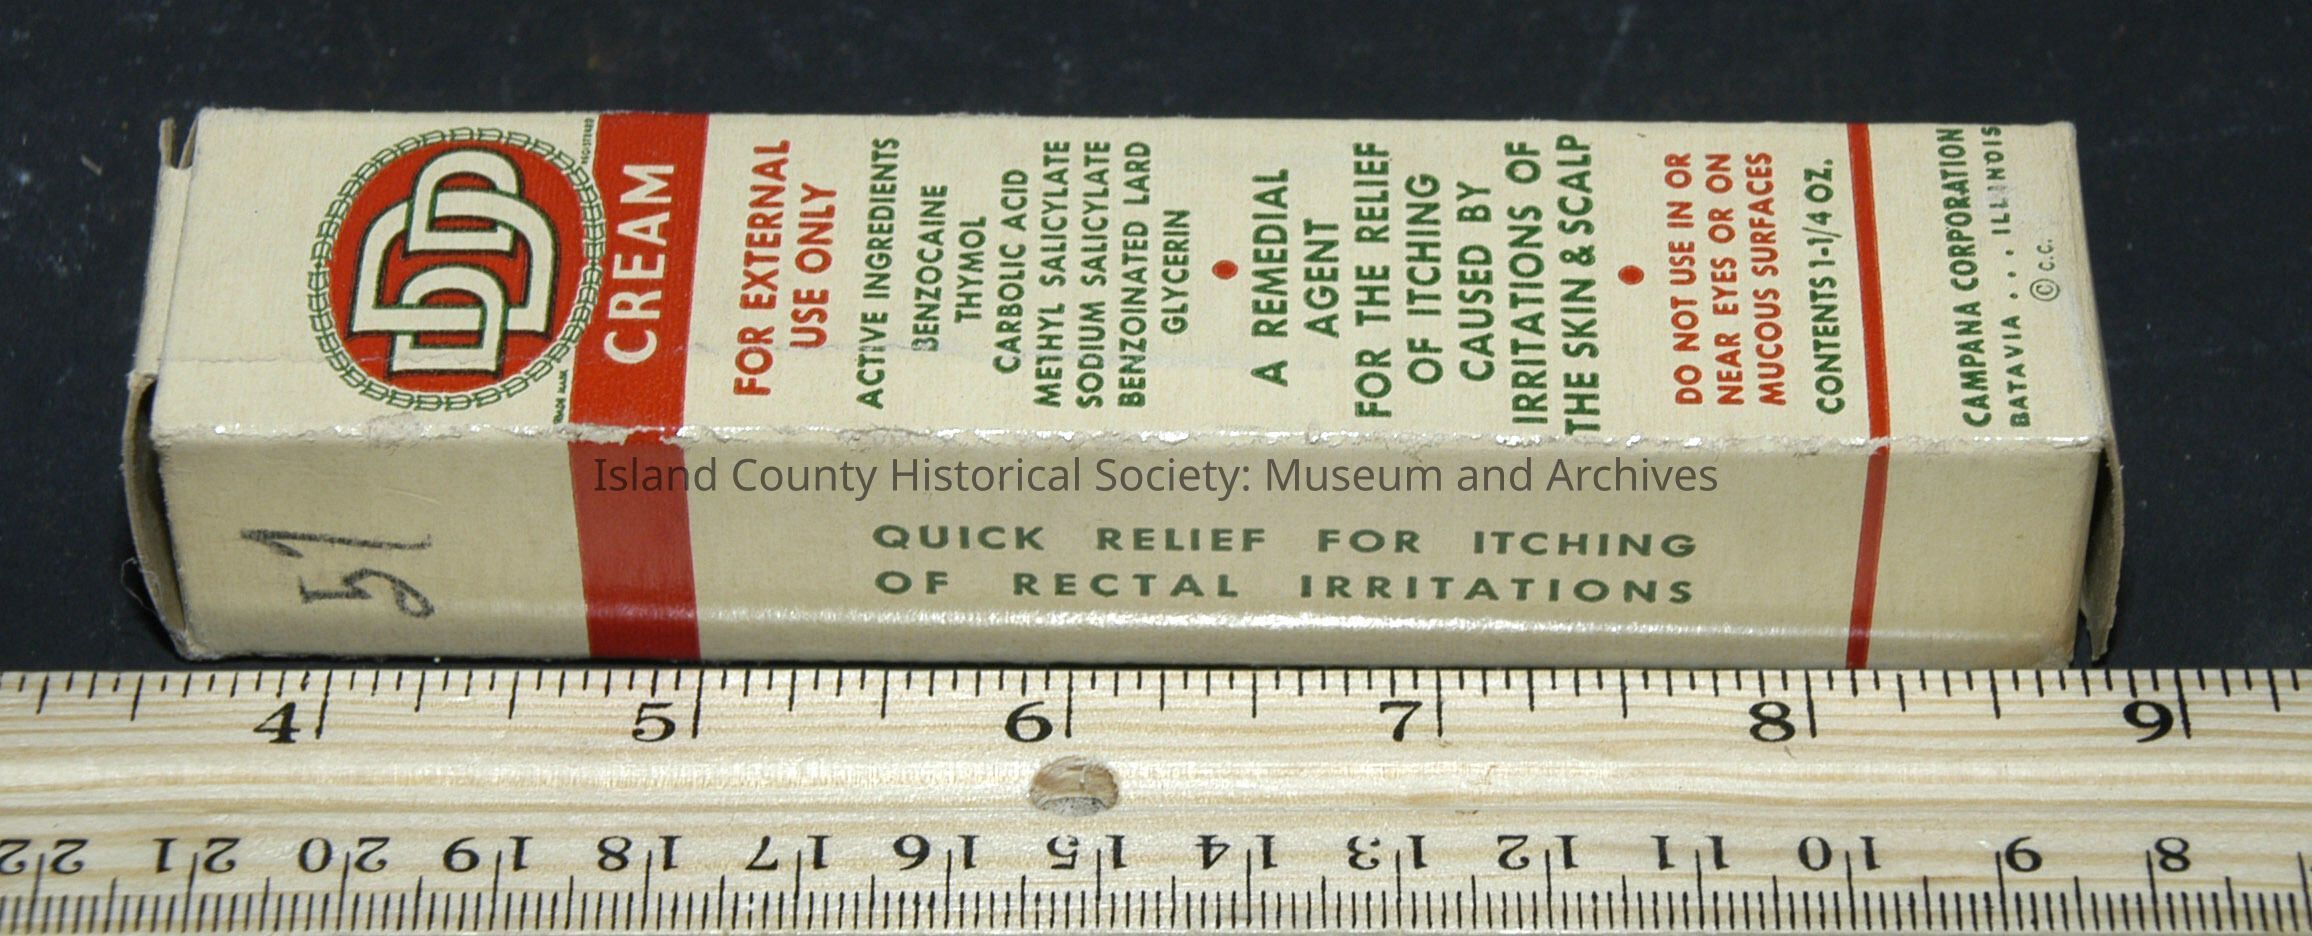 DDD
TRADE MARK
REGISTERED
CREAM
FOR EXTERNAL
USE ONLY
ACTIVE INGREDIENTS
BENZOCAINE
THYMOL
CARBOLIC ACID
METHYL SALICYLATE
SODIUM SALICYLATE
BENZOINATED LARD
GLYCERIN
A REMEDIAL
AGENT
FOR THE RELIEF
OF ITCHING
CAUSED BY
IRRITATIONS OF
THE SKIN & SCALP
DO NOT USE IN OR
NEAR EYES OR ON
MUCOUS SURFACES
CONTENTS 1-1/4 OZ.
CAMPANA CORPORATION
BATAVIA . . . ILLINOIS
© C.C.
Island County Historical Society: Museum and Archives
QUICK RELIEF FOR ITCHING
OF RECTAL IRRITATIONS
4 5 6 7 8 9
22 21 20 19 18 17 16 15 14 13 12 11 10 9 8